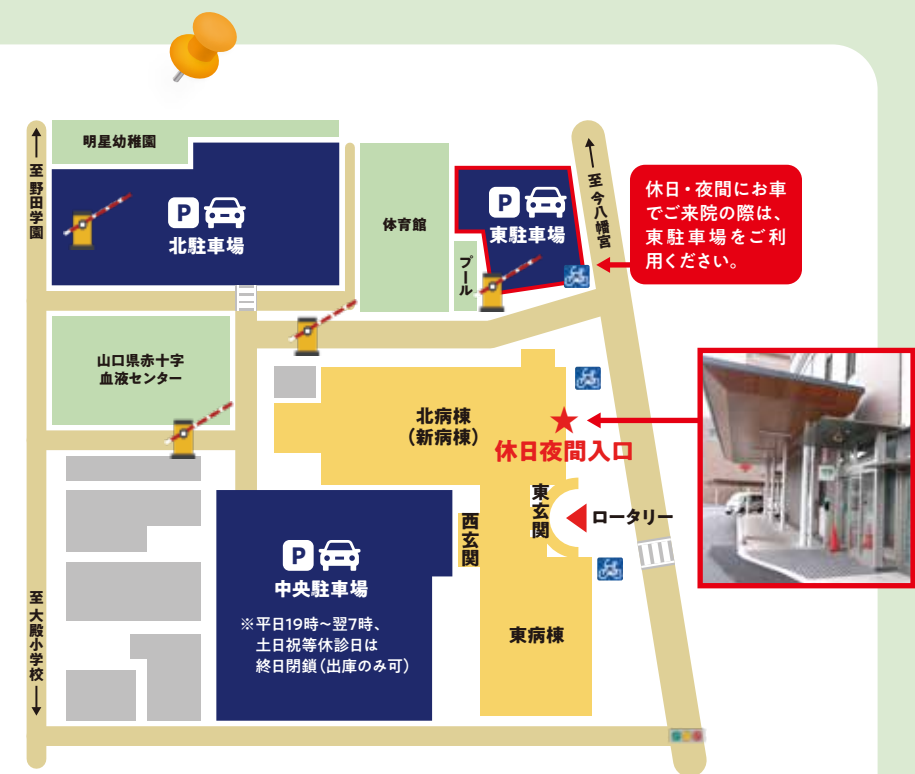 明星幼稚園
至 野田学園
P
北駐車場
体育館
プール
P
東駐車場
至 今八幡宮
休日・夜間にお車
でご来院の際は、
東駐車場をご利
用ください。
山口県赤十字
血液センター
北病棟
（新病棟）
休日夜間入口
東玄関
ロータリー
西玄関
P
中央駐車場
※平日19時～翌7時、
土日祝等休診日は
終日閉鎖（出庫のみ可）
東病棟
至 大殿小学校